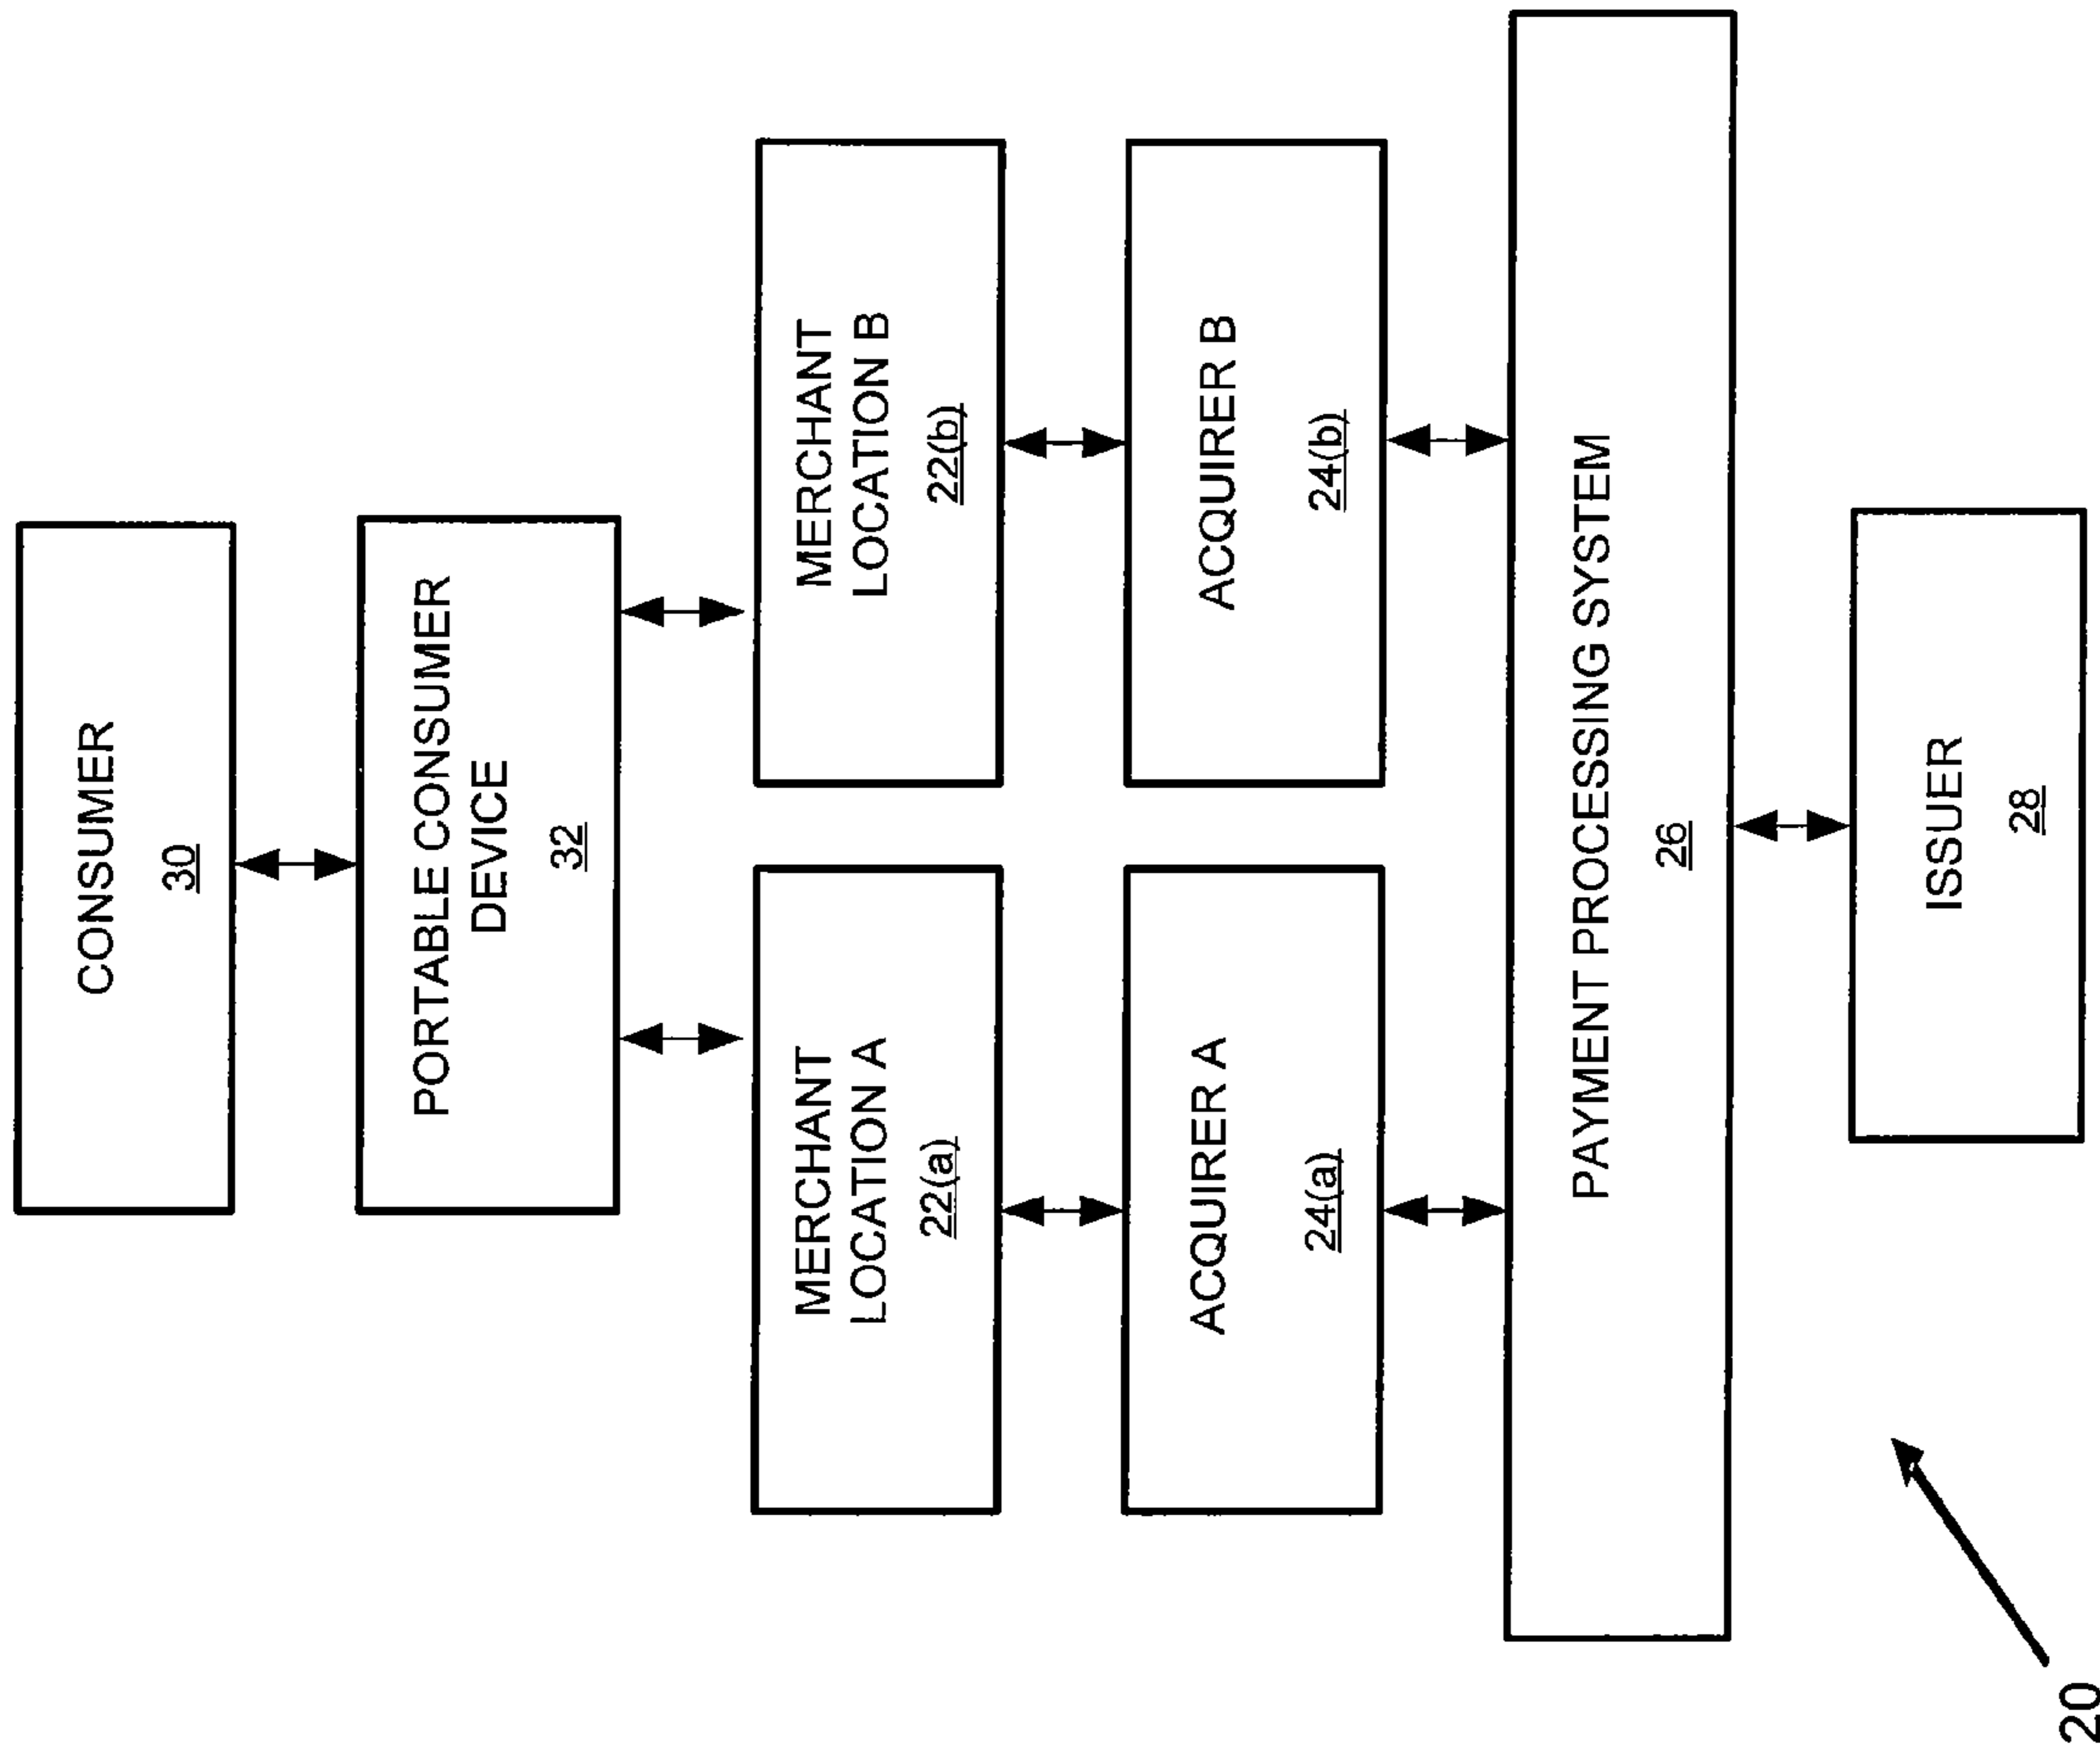 CONSUMER
30
PORTABLE CONSUMER
DEVICE
32
MERCHANT
LOCATION A
22(a)
MERCHANT
LOCATION B
22(b)
ACQUIRER A
24(a)
ACQUIRER B
24(b)
PAYMENT PROCESSING SYSTEM
26
ISSUER
28
20